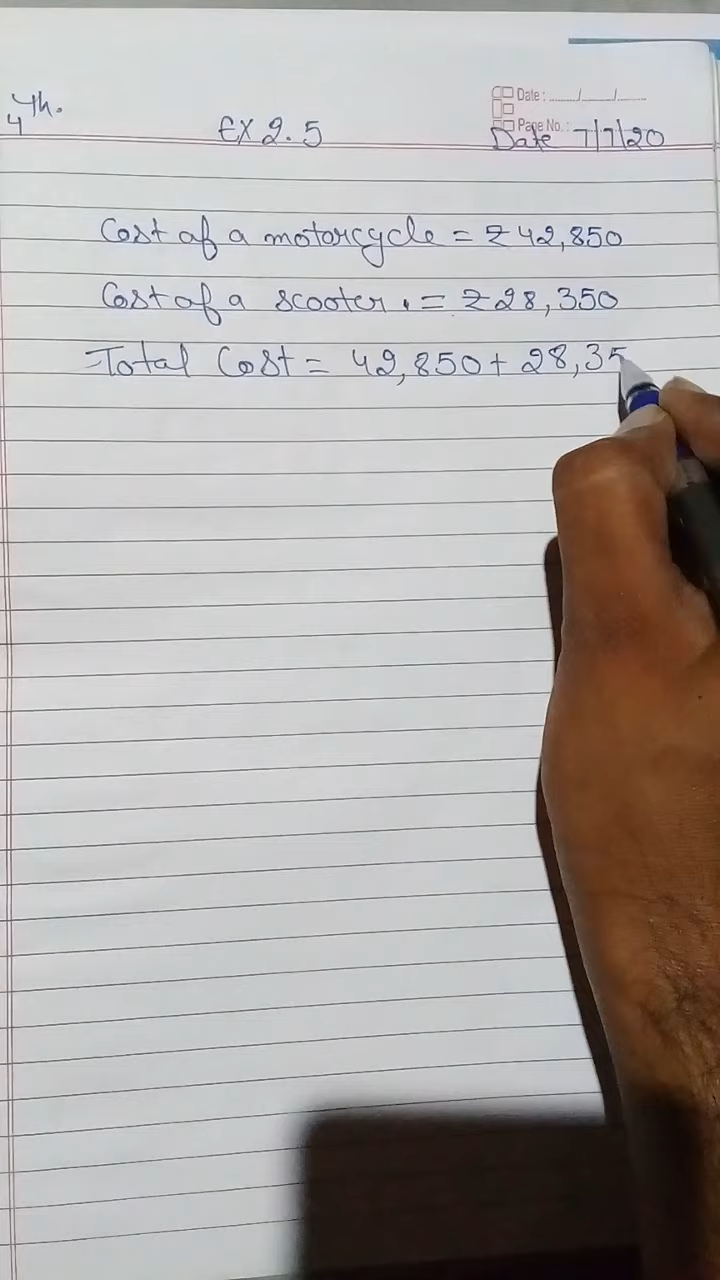 4th.
Date : ...../...../.....
Page No. :
EX 2.5
Date 7/7/20
Cost of a motorcycle = ₹ 42,850
Cost of a scooter . = ₹ 28,350
Total Cost = 42,850 + 28,35